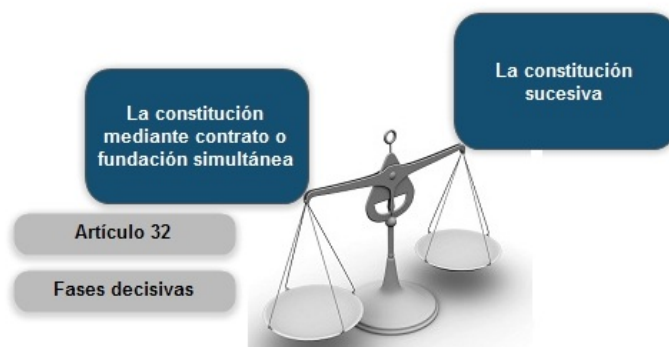 La constitución
mediante contrato o
fundación simultánea
La constitución
sucesiva
Artículo 32
Fases decisivas